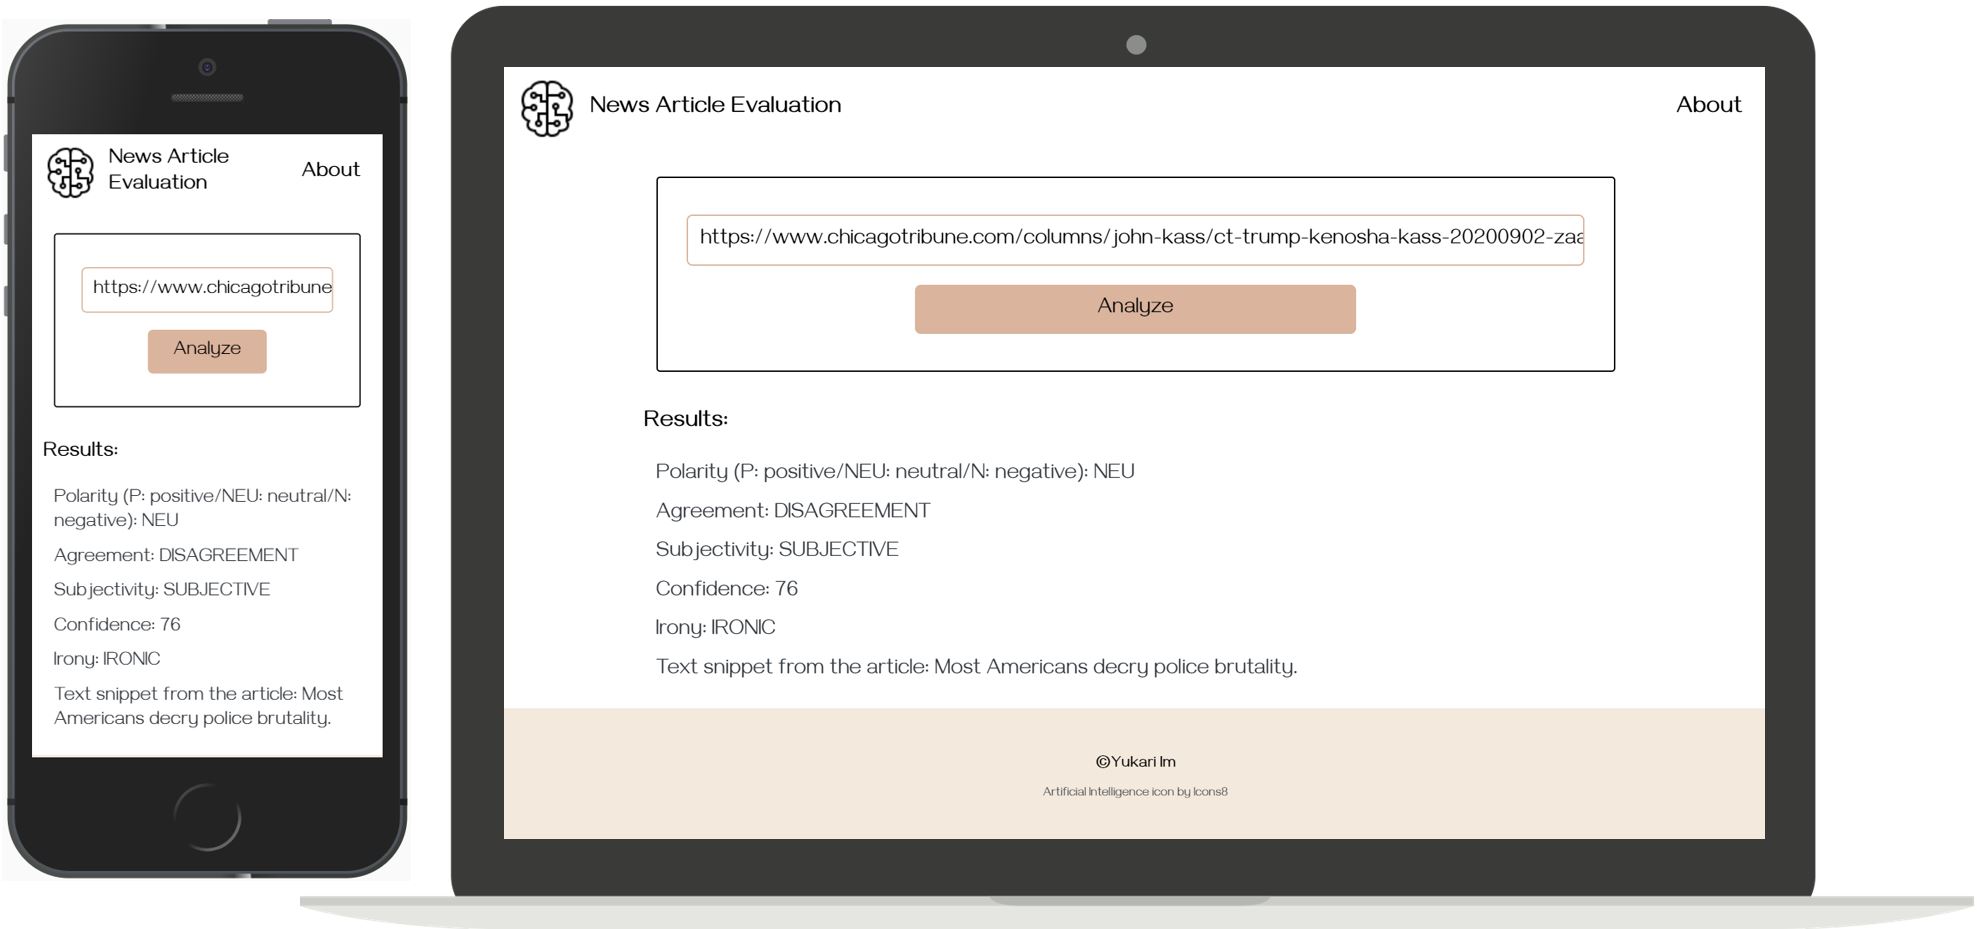 News Article
Evaluation
About
https://www.chicagotribune
Analyze
Results:
Polarity (P: positive/NEU: neutral/N:
negative): NEU
Agreement: DISAGREEMENT
Subjectivity: SUBJECTIVE
Confidence: 76
Irony: IRONIC
Text snippet from the article: Most
Americans decry police brutality.
News Article Evaluation
About
https://www.chicagotribune.com/columns/john-kass/ct-trump-kenosha-kass-20200902-zaa
Analyze
Results:
Polarity (P: positive/NEU: neutral/N: negative): NEU
Agreement: DISAGREEMENT
Subjectivity: SUBJECTIVE
Confidence: 76
Irony: IRONIC
Text snippet from the article: Most Americans decry police brutality.
©Yukari Im
Artificial Intelligence icon by Icons8